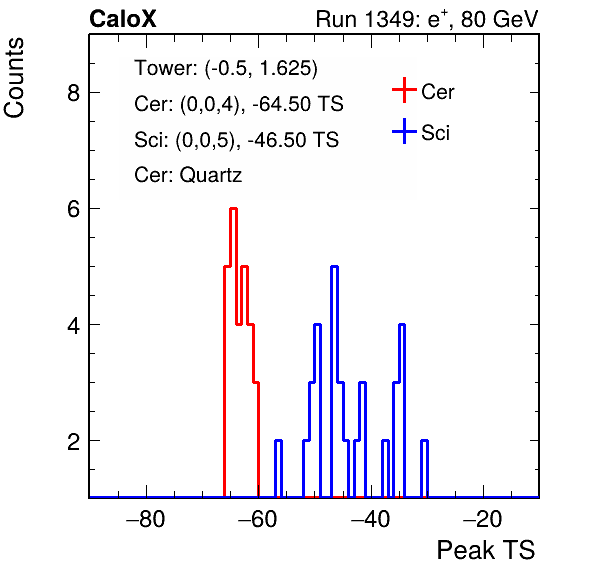 CaloX Run 1349: e⁺, 80 GeV
Counts
Tower: (-0.5, 1.625)
Cer: (0,0,4), -64.50 TS
Sci: (0,0,5), -46.50 TS
Cer: Quartz
Cer
Sci
8
6
4
2
−80 −60 −40 −20
Peak TS